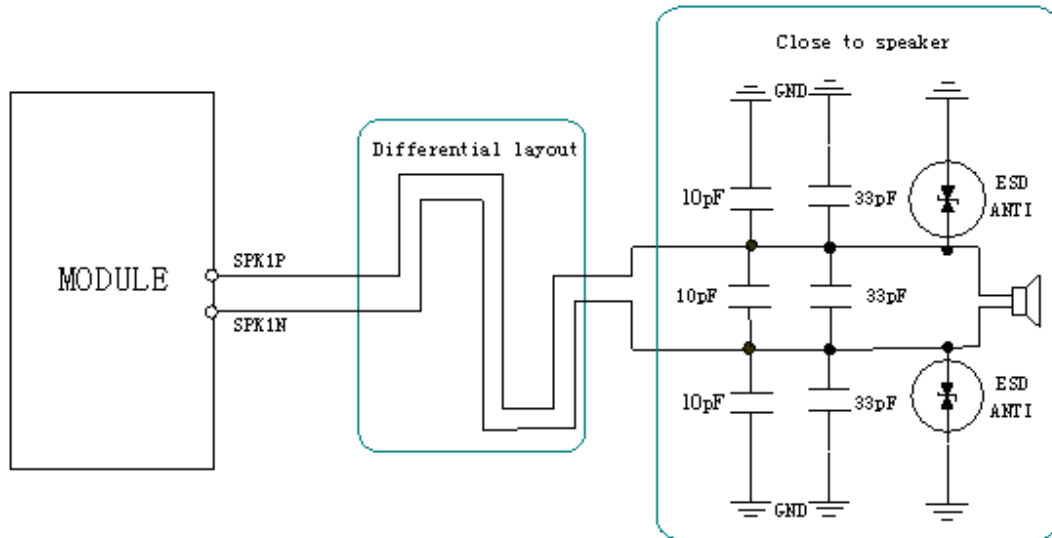 Close to speaker
GND
Differential layout
10pF
33pF
ESD
ANTI
SPK1P
MODULE
10pF
33pF
SPK1N
10pF
33pF
ESD
ANTI
GND